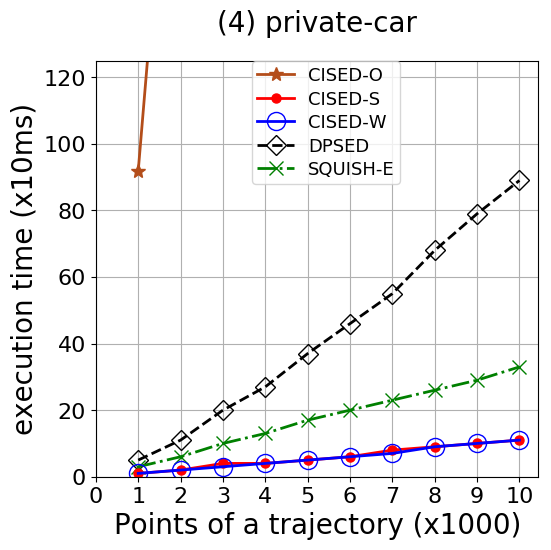 (4) private-car
execution time (x10ms)
120
100
80
60
40
20
0
CISED-O
CISED-S
CISED-W
DPSED
SQUISH-E
0 1 2 3 4 5 6 7 8 9 10
Points of a trajectory (x1000)